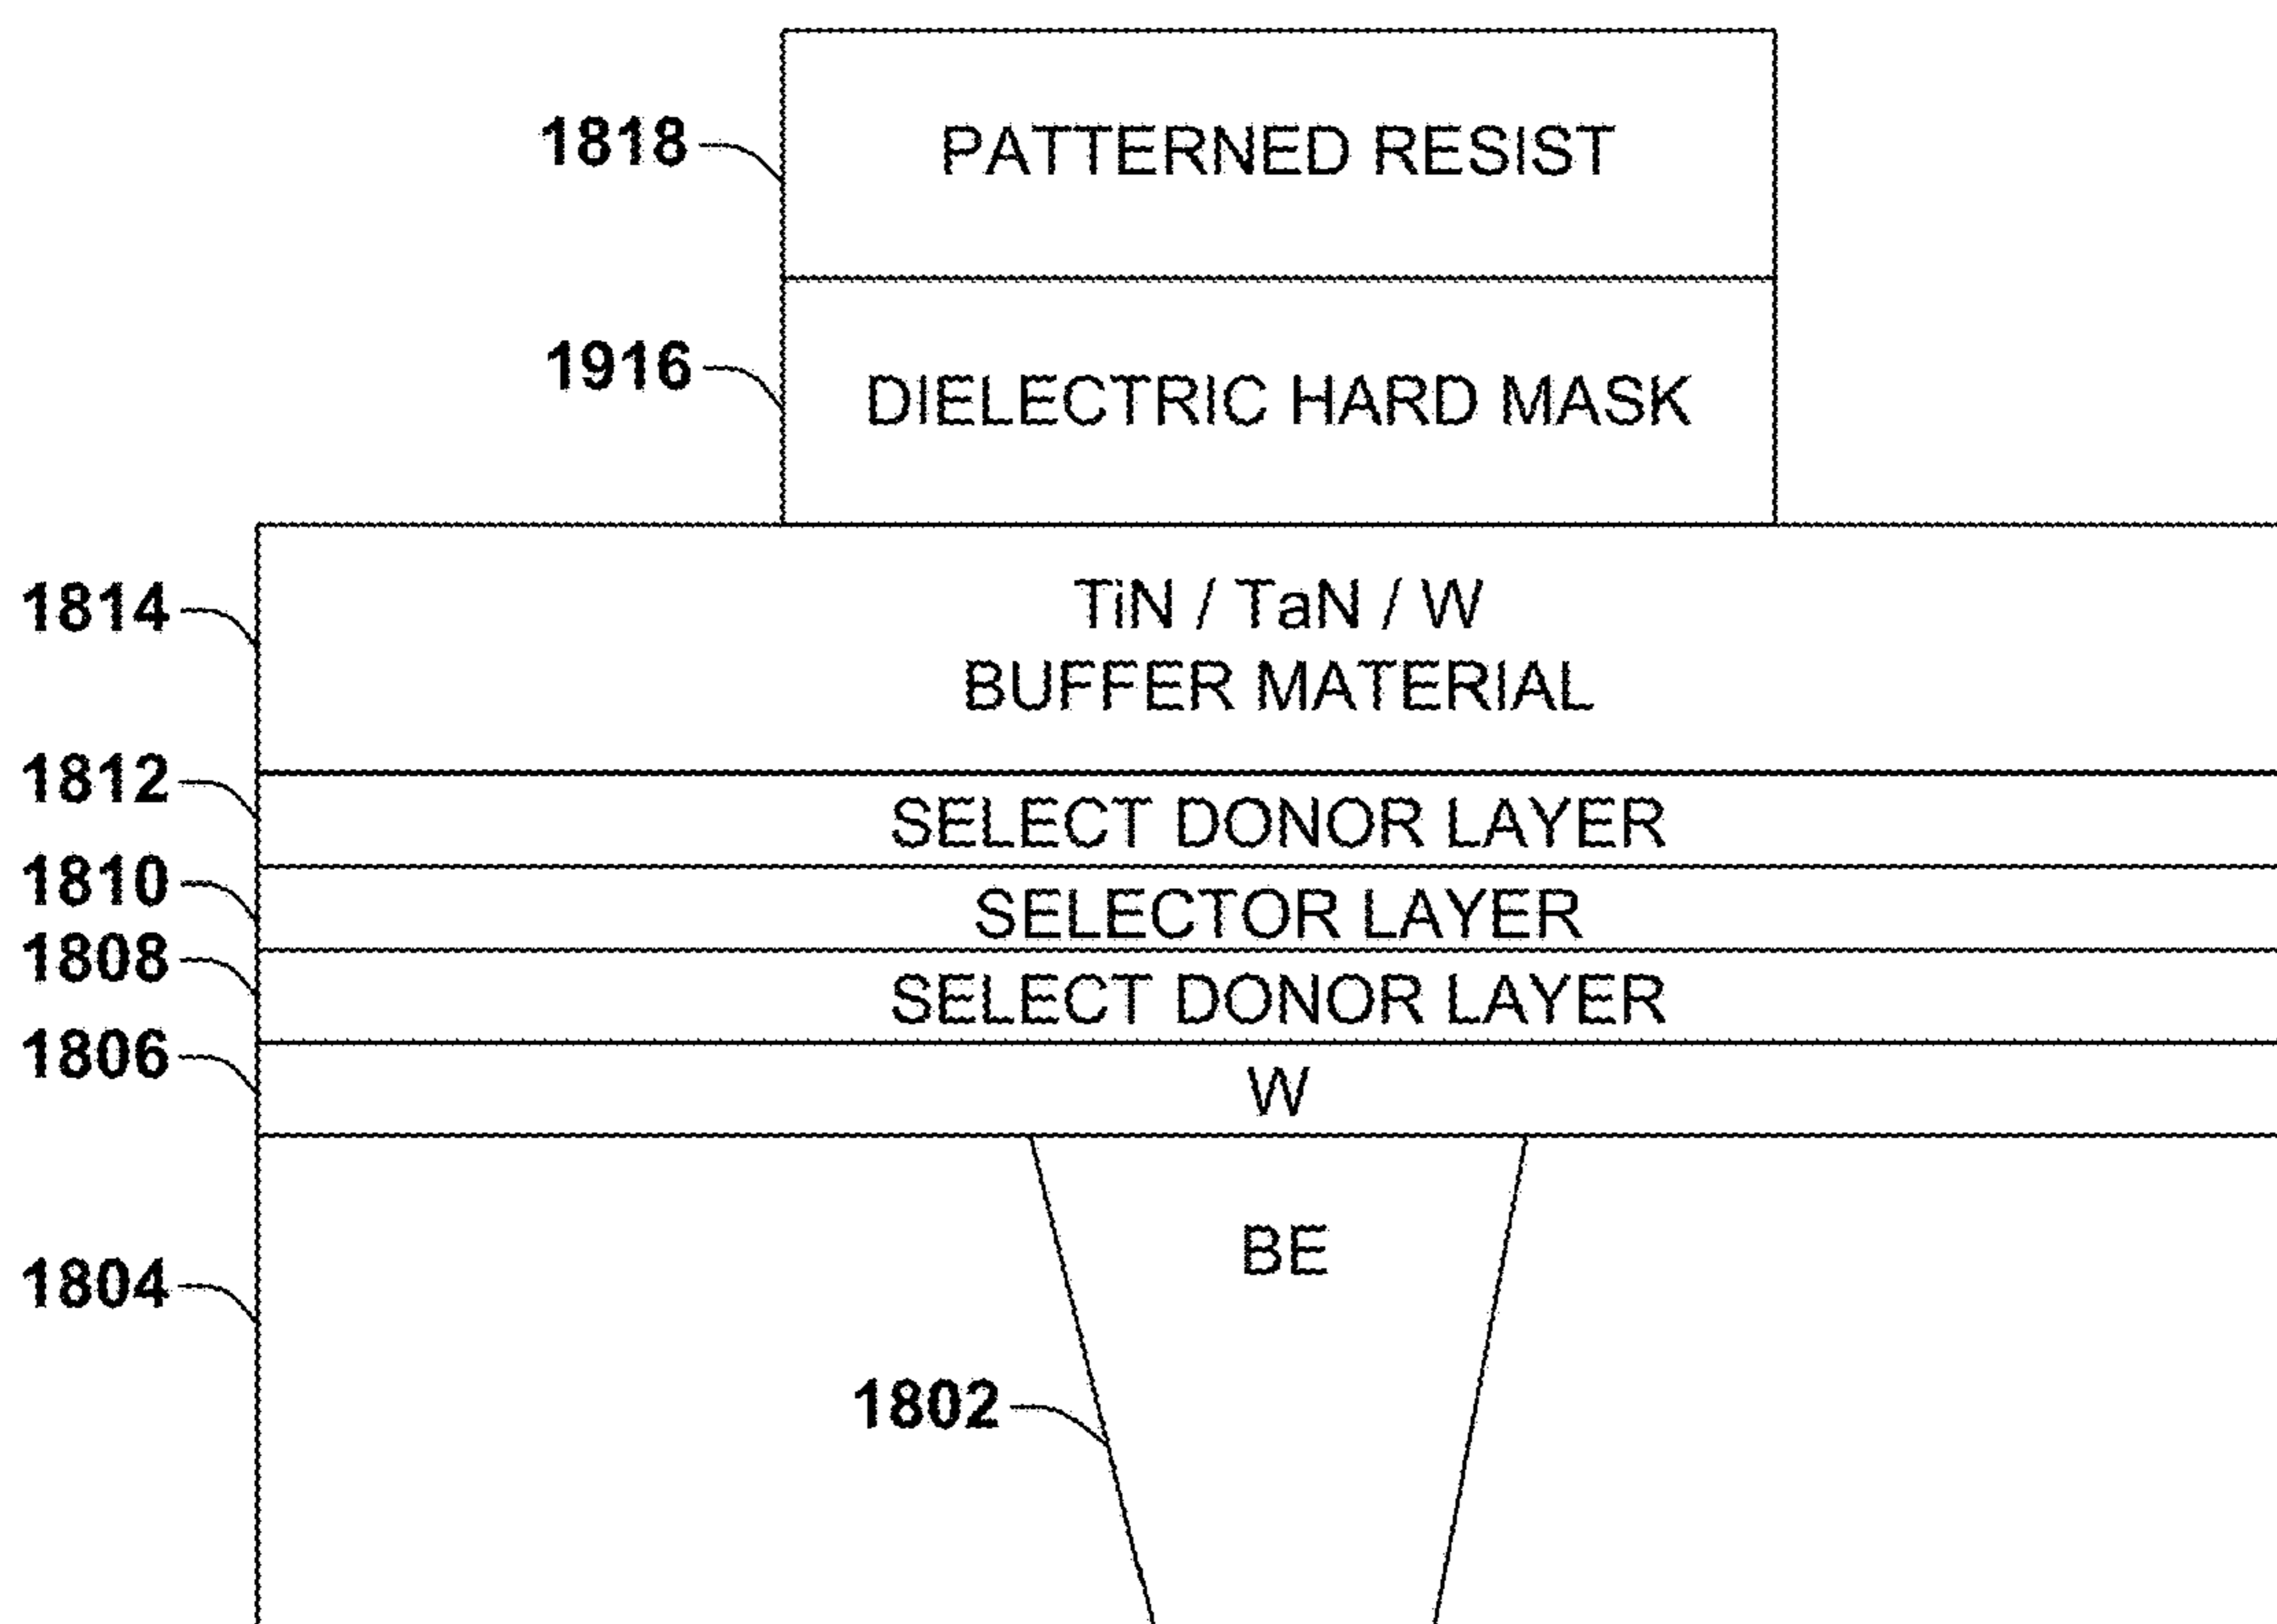 1818
PATTERNED RESIST
1916
DIELECTRIC HARD MASK
1814
TiN / TaN / W
BUFFER MATERIAL
1812
SELECT DONOR LAYER
1810
SELECTOR LAYER
1808
SELECT DONOR LAYER
1806
W
BE
1804
1802